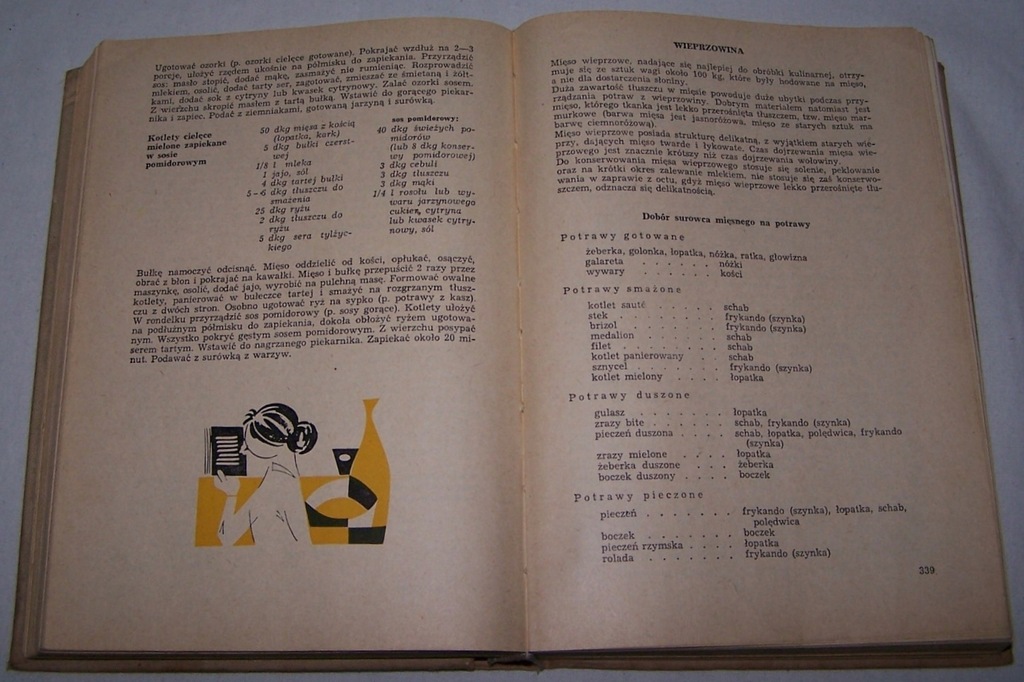 Ugotować ozorki (p. ozorki cielęce gotowane). Pokrajać wzdłuż na 2—3
porcje, ułożyć rzędem ukośnie na półmisku do zapiekania. Przyrządzić
sos: masło stopić, dodać mąkę, zasmażyć nie rumieniąc. Rozprowadzić
mlekiem, osolić, dodać tarty ser, zagotować, zmieszać ze śmietaną i żółt-
kami, dodać sok z cytryny lub kwasek cytrynowy. Zalać ozorki sosem.
Z wierzchu skropić masłem z tartą bułką. Wstawić do gorącego piekar-
nika i zapiec. Podać z ziemniakami, gotowaną jarzyną i surówką.
Kotlety cielęce
mielone zapiekane
w sosie
pomidorowym
50 dkg mięsa z kością
(łopatka, kark)
5 dkg bułki czerst-
wej
1/8 l mleka
1 jajo, sól
4 dkg tartej bułki
5–6 dkg tłuszczu do
smażenia
25 dkg ryżu
2 dkg tłuszczu do
ryżu
5 dkg sera tylżyc-
kiego
sos pomidorowy:
40 dkg świeżych po-
midorów
(lub 8 dkg konser-
wy pomidorowej)
3 dkg cebuli
3 dkg tłuszczu
3 dkg mąki
1/4 l rosołu lub wy-
waru jarzynowego
cukier, cytryna
lub kwasek cytry-
nowy, sól
Bułkę namoczyć odcisnąć. Mięso oddzielić od kości, opłukać, osączyć,
obrać z błon i pokrajać na kawałki. Mięso i bułkę przepuścić 2 razy przez
maszynkę, osolić, dodać jajo, wyrobić na pulchną masę. Formować owalne
kotlety, panierować w bułeczce tartej i smażyć na rozgrzanym tłusz-
czu z dwóch stron. Osobno ugotować ryż na sypko (p. potrawy z kasz).
W rondelku przyrządzić sos pomidorowy (p. sosy gorące). Kotlety ułożyć
na podłużnym półmisku do zapiekania, dokoła obłożyć ryżem ugotowa-
nym. Wszystko pokryć gęstym sosem pomidorowym. Z wierzchu posypać
serem tartym. Wstawić do nagrzanego piekarnika. Zapiekać około 20 mi-
nut. Podawać z surówką z warzyw.
WIEPRZOWINA
Mięso wieprzowe, nadające się najlepiej do obróbki kulinarnej, otrzy-
muje się ze sztuk wagi około 100 kg, które były hodowane na mięso,
a nie dla dostarczenia słoniny.
Duża zawartość tłuszczu w mięsie powoduje duże ubytki podczas przy-
rządzania potraw z wieprzowiny. Dobrym materiałem natomiast jest
mięso, którego tkanka jest lekko przerośnięta tłuszczem, tzw. mięso mar-
murkowe (barwa mięsa jest jasnoróżowa, mięso ze starych sztuk ma
barwę ciemnoróżową).
Mięso wieprzowe posiada strukturę delikatną, z wyjątkiem starych wie-
przy, dających mięso twarde i łykowate. Czas dojrzewania mięsa wie-
przowego jest znacznie krótszy niż czas dojrzewania wołowiny.
Do konserwowania mięsa wieprzowego stosuje się solenie, peklowanie
oraz na krótki okres zalewanie mlekiem, nie stosuje się zaś konserwo-
wania w zaprawie z octu, gdyż mięso wieprzowe lekko przerośnięte tłu-
szczem, odznacza się delikatnością.
Dobór surowca mięsnego na potrawy
Potrawy gotowane
żeberka, golonka, łopatka, nóżka, ratka, głowizna
galareta . . . . . . nóżki
wywary . . . . . . kości
Potrawy smażone
kotlet sauté . . . . . schab
stek . . . . . . . . frykando (szynka)
bryzol . . . . . . . frykando (szynka)
medalion . . . . . . schab
filet . . . . . . . . schab
kotlet panierowany . . schab
sznycel . . . . . . . frykando (szynka)
kotlet mielony . . . . łopatka
Potrawy duszone
gulasz . . . . . . . łopatka
zrazy bite . . . . . . schab, frykando (szynka)
pieczeń duszona . . . . schab, łopatka, polędwica, frykando
(szynka)
zrazy mielone . . . . łopatka
żeberka duszone . . . żeberka
boczek duszony . . . . boczek
Potrawy pieczone
pieczeń . . . . . . . frykando (szynka), łopatka, schab,
polędwica
boczek . . . . . . . boczek
pieczeń rzymska . . . . łopatka
rolada . . . . . . . frykando (szynka)
339